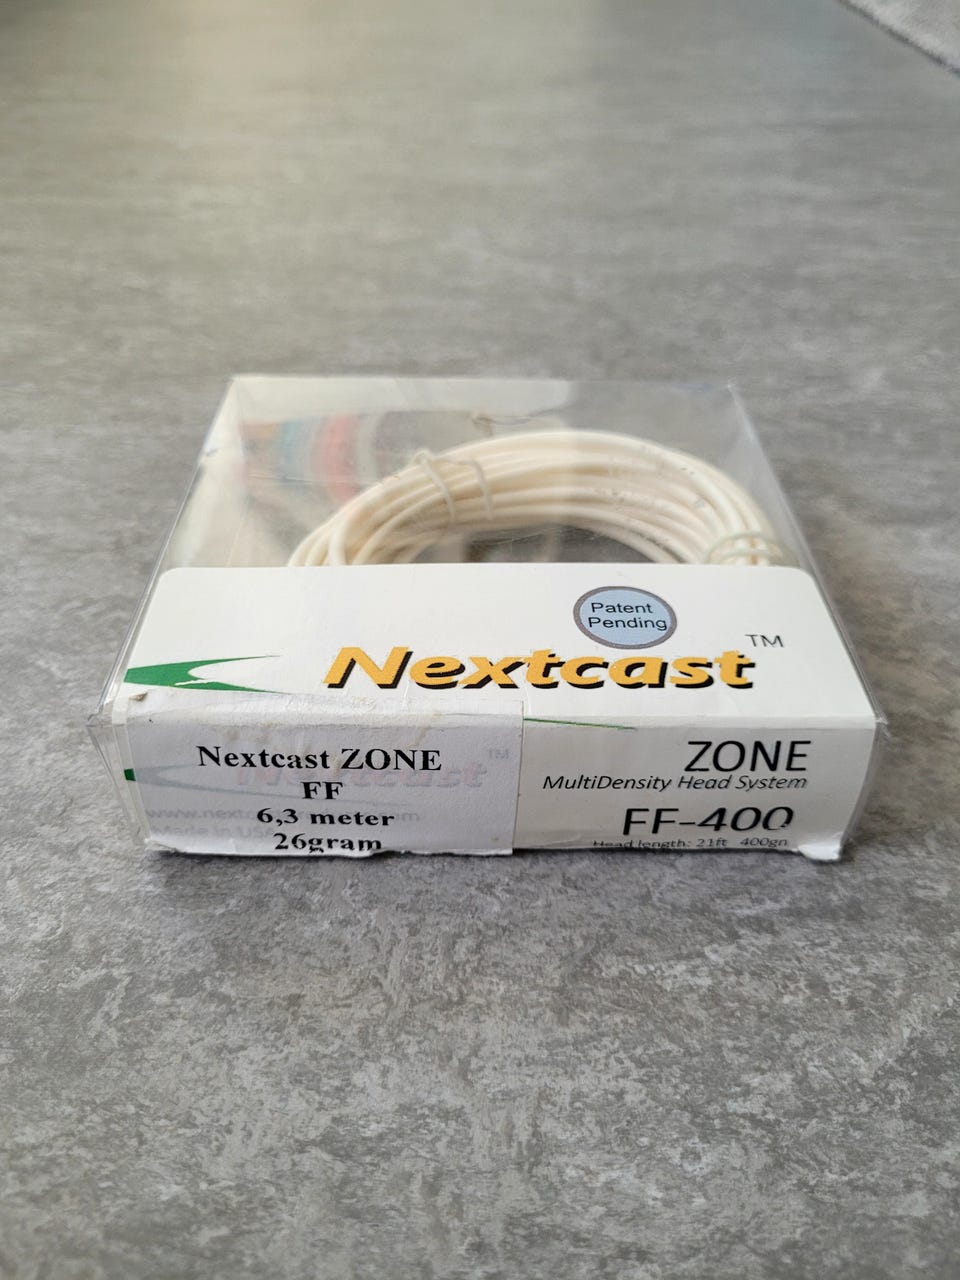 Patent
Pending
Nextcast TM
Nextcast ZONE
FF
6,3 meter
26gram
TM
ZONE
MultiDensity Head System
FF-400
Head length: 21ft 400gn